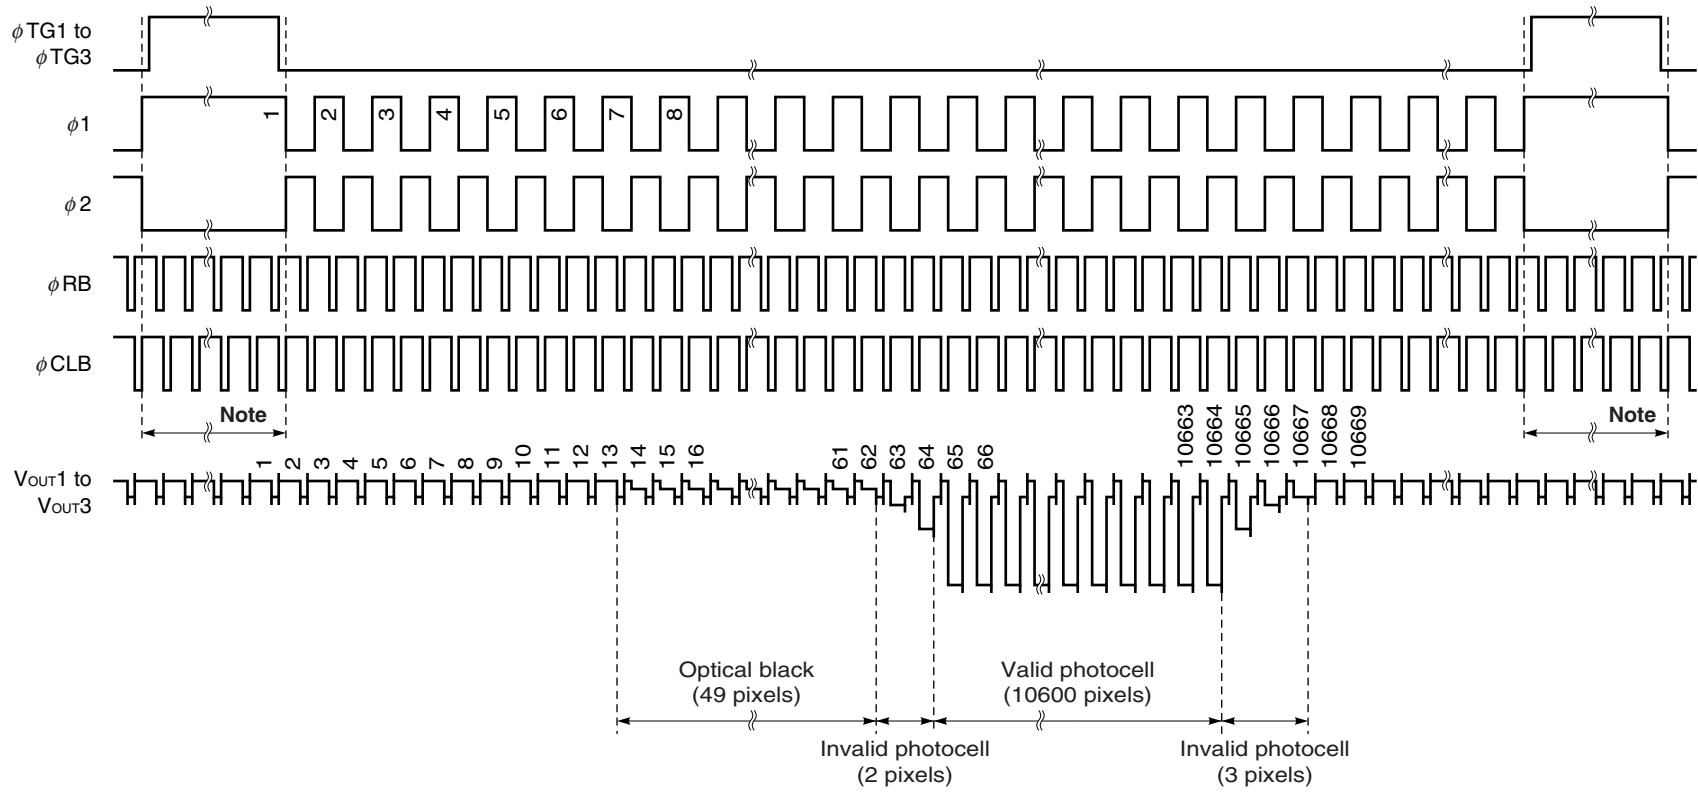 φTG1 to
φTG3
φ1
1 2 3 4 5 6 7 8
φ2
φRB
φCLB
Note
Note
VOUT1 to
VOUT3
1 2 3 4 5 6 7 8 9 10 11 12 13 14 15 16 61 62 63 64 65 66 10663 10664 10665 10666 10667 10668 10669
Optical black
(49 pixels)
Valid photocell
(10600 pixels)
Invalid photocell
(2 pixels)
Invalid photocell
(3 pixels)